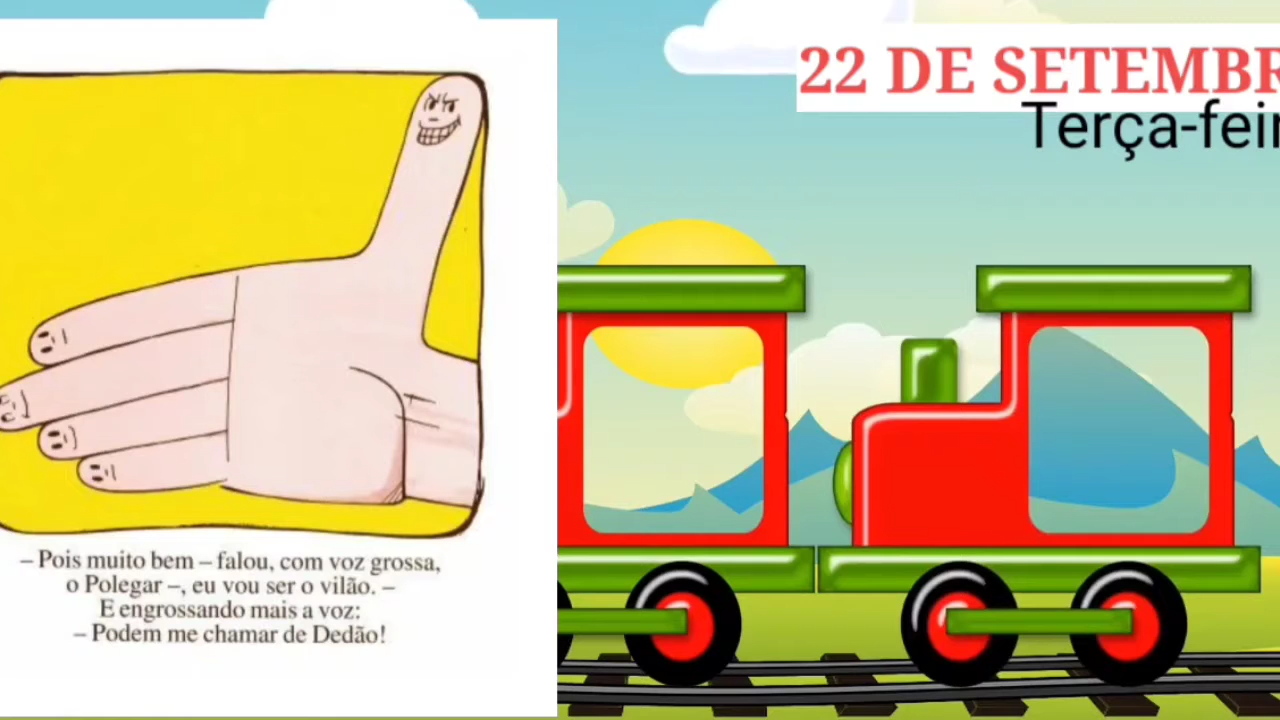 22 DE SETEMBR
Terça-feir
– Pois muito bem – falou, com voz grossa,
o Polegar –, eu vou ser o vilão. –
E engrossando mais a voz:
– Podem me chamar de Dedão!